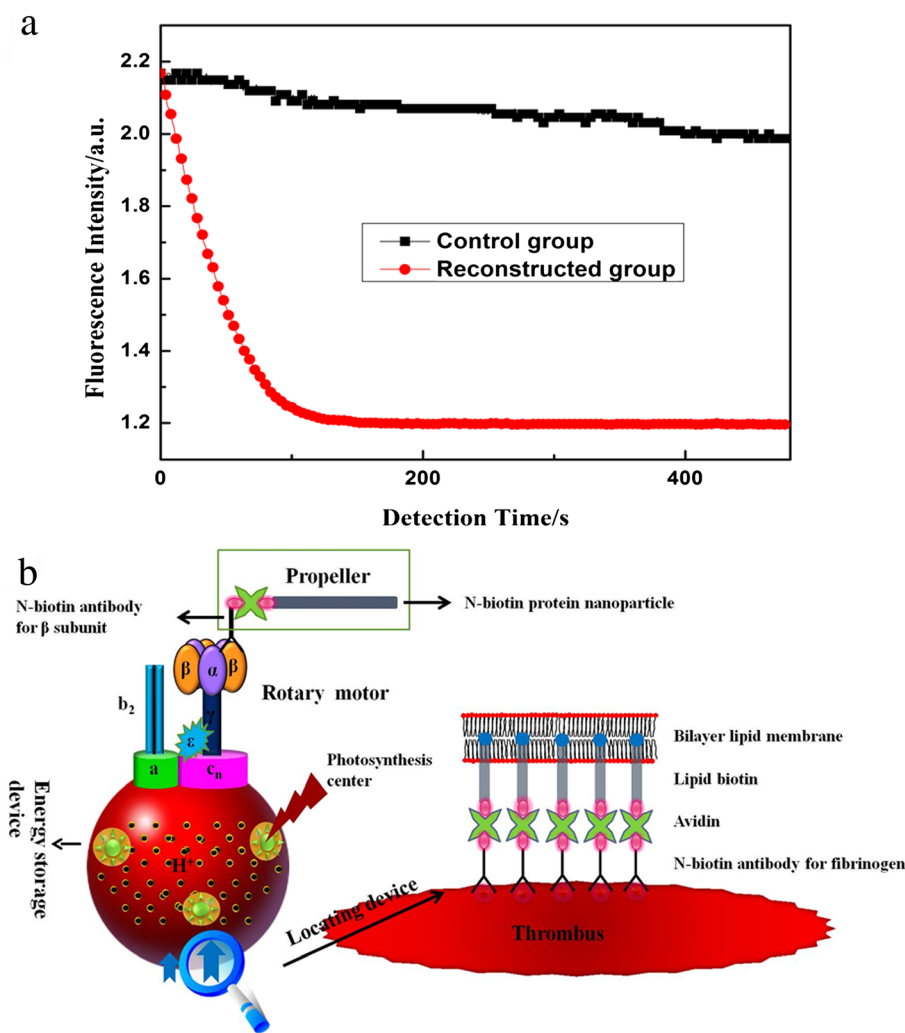 a
2.2
2.0
1.8
1.6
1.4
1.2
0
200
400
Fluorescence Intensity/a.u.
Detection Time/s
Control group
Reconstructed group
b
Propeller
N-biotin antibody
for β subunit
N-biotin protein nanoparticle
β
α
β
b2
γ
Rotary motor
ε
a
cn
Photosynthesis
center
Energy storage
device
H+
Locating device
Bilayer lipid membrane
Lipid biotin
Avidin
N-biotin antibody for fibrinogen
Thrombus